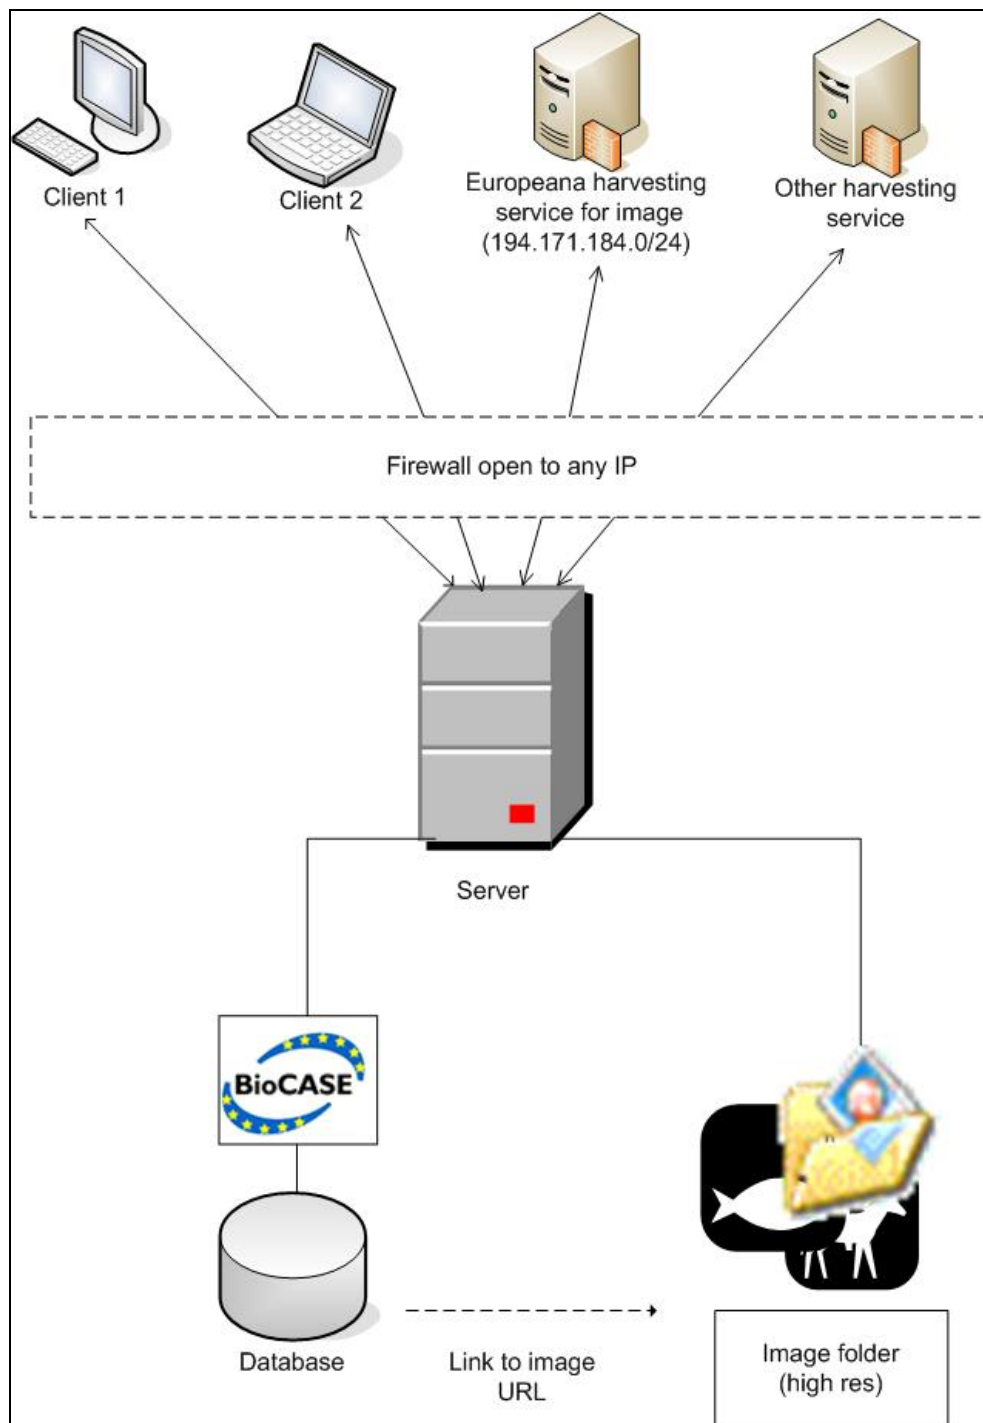 Client 1
Client 2
Europeana harvesting
service for image
(194.171.184.0/24)
Other harvesting
service
Firewall open to any IP
Server
BioCASE
Database
Link to image
URL
Image folder
(high res)